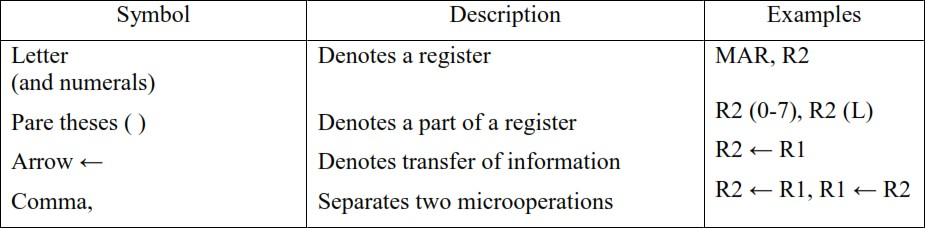 Symbol Description Examples
Letter Denotes a register MAR, R2
(and numerals)
Pare theses ( ) Denotes a part of a register R2 (0-7), R2 (L)
Arrow ← Denotes transfer of information R2 ← R1
Comma, Separates two microoperations R2 ← R1, R1 ← R2